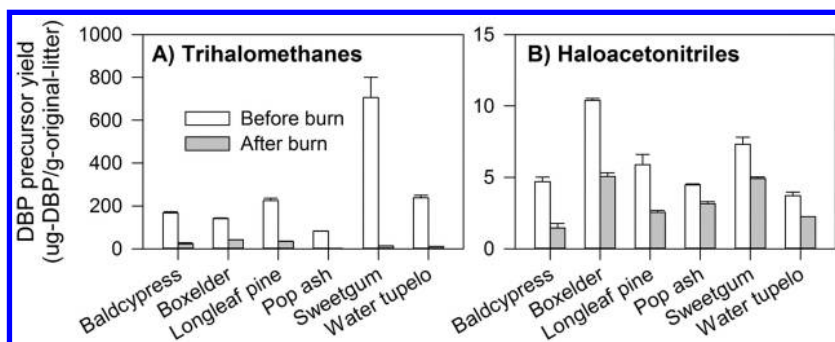 DBP precursor yield
(ug-DBP/g-original-litter)
A) Trihalomethanes
1000
800
600
400
200
0
Before burn
After burn
Baldcypress
Boxelder
Longleaf pine
Pop ash
Sweetgum
Water tupelo
B) Haloacetonitriles
15
10
5
0
Baldcypress
Boxelder
Longleaf pine
Pop ash
Sweetgum
Water tupelo